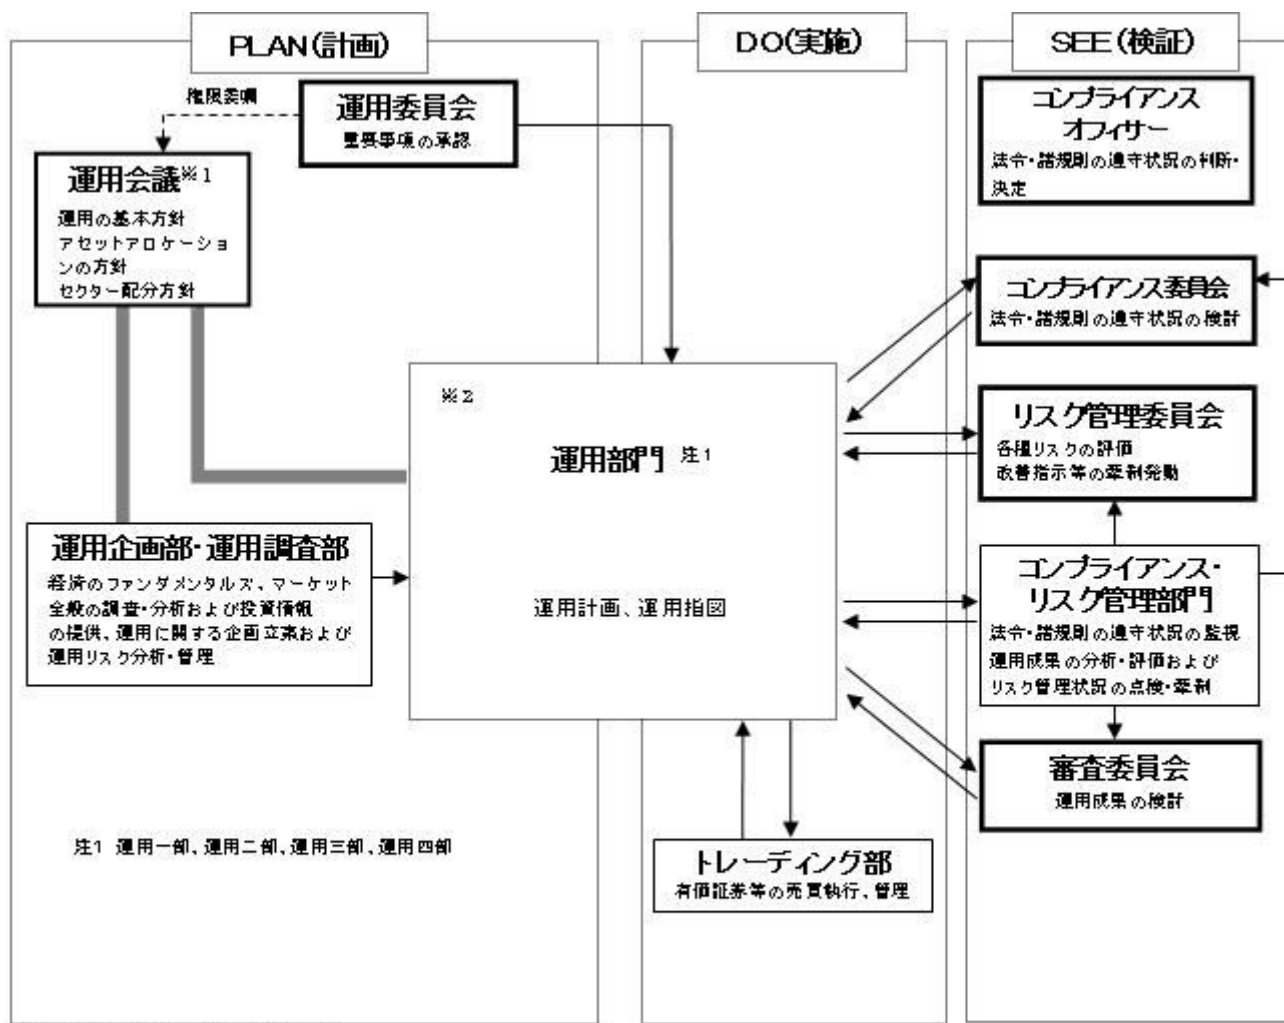 PLAN(計画)
権限委嘱
運用委員会
重要事項の承認
運用会議※1
運用の基本方針
アセットアロケーショ
ンの方針
セクター配分方針
運用企画部・運用調査部
経済のファンダメンタルズ、マーケット
全般の調査・分析および投資情報
の提供、運用に関する企画立案および
運用リスク分析・管理
注1 運用一部、運用二部、運用三部、運用四部
DO(実施)
※2
運用部門 注1
運用計画、運用指図
トレーディング部
有価証券等の売買執行、管理
SEE(検証)
コンプライアンス
オフィサー
法令・諸規則の遵守状況の判断・
決定
コンプライアンス委員会
法令・諸規則の遵守状況の検討
リスク管理委員会
各種リスクの評価
改善指示等の牽制発動
コンプライアンス・
リスク管理部門
法令・諸規則の遵守状況の監視
運用成果の分析・評価および
リスク管理状況の点検・牽制
審査委員会
運用成果の検討